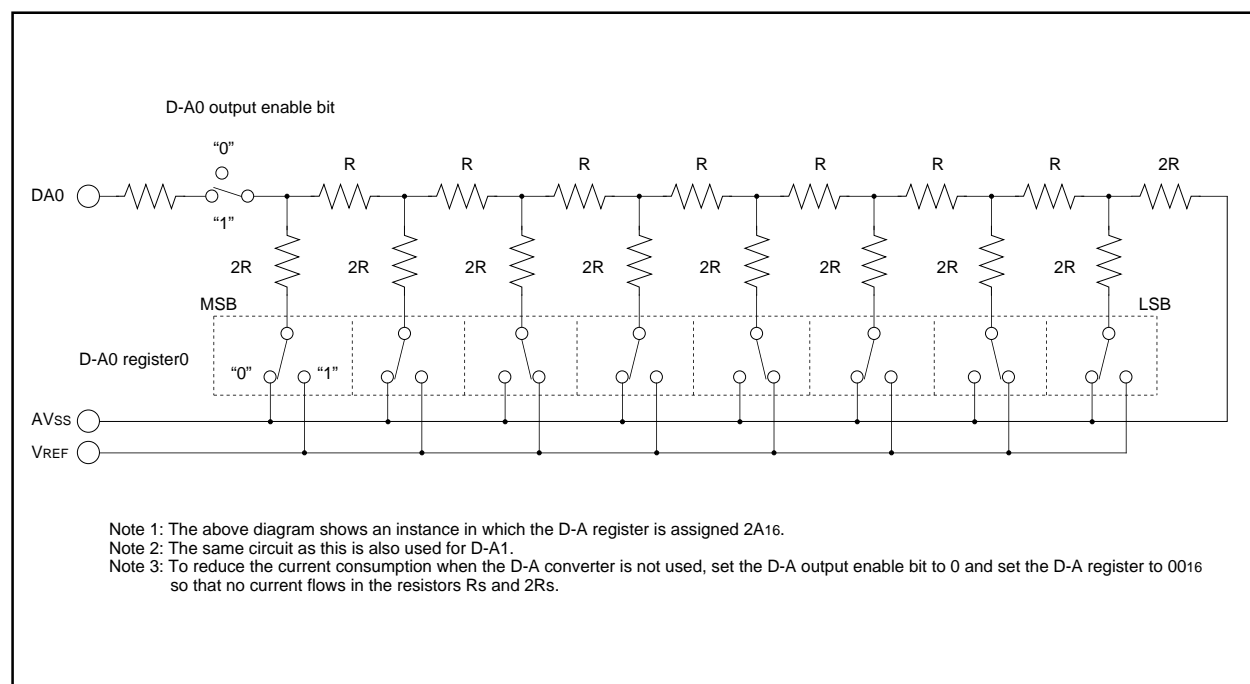 D-A0 output enable bit
“0”
R R R R R R R 2R
DA0
“1”
2R 2R 2R 2R 2R 2R 2R 2R
MSB LSB
D-A0 register0
“0” “1”
AVSS
VREF
Note 1: The above diagram shows an instance in which the D-A register is assigned 2A16.
Note 2: The same circuit as this is also used for D-A1.
Note 3: To reduce the current consumption when the D-A converter is not used, set the D-A output enable bit to 0 and set the D-A register to 0016
so that no current flows in the resistors Rs and 2Rs.